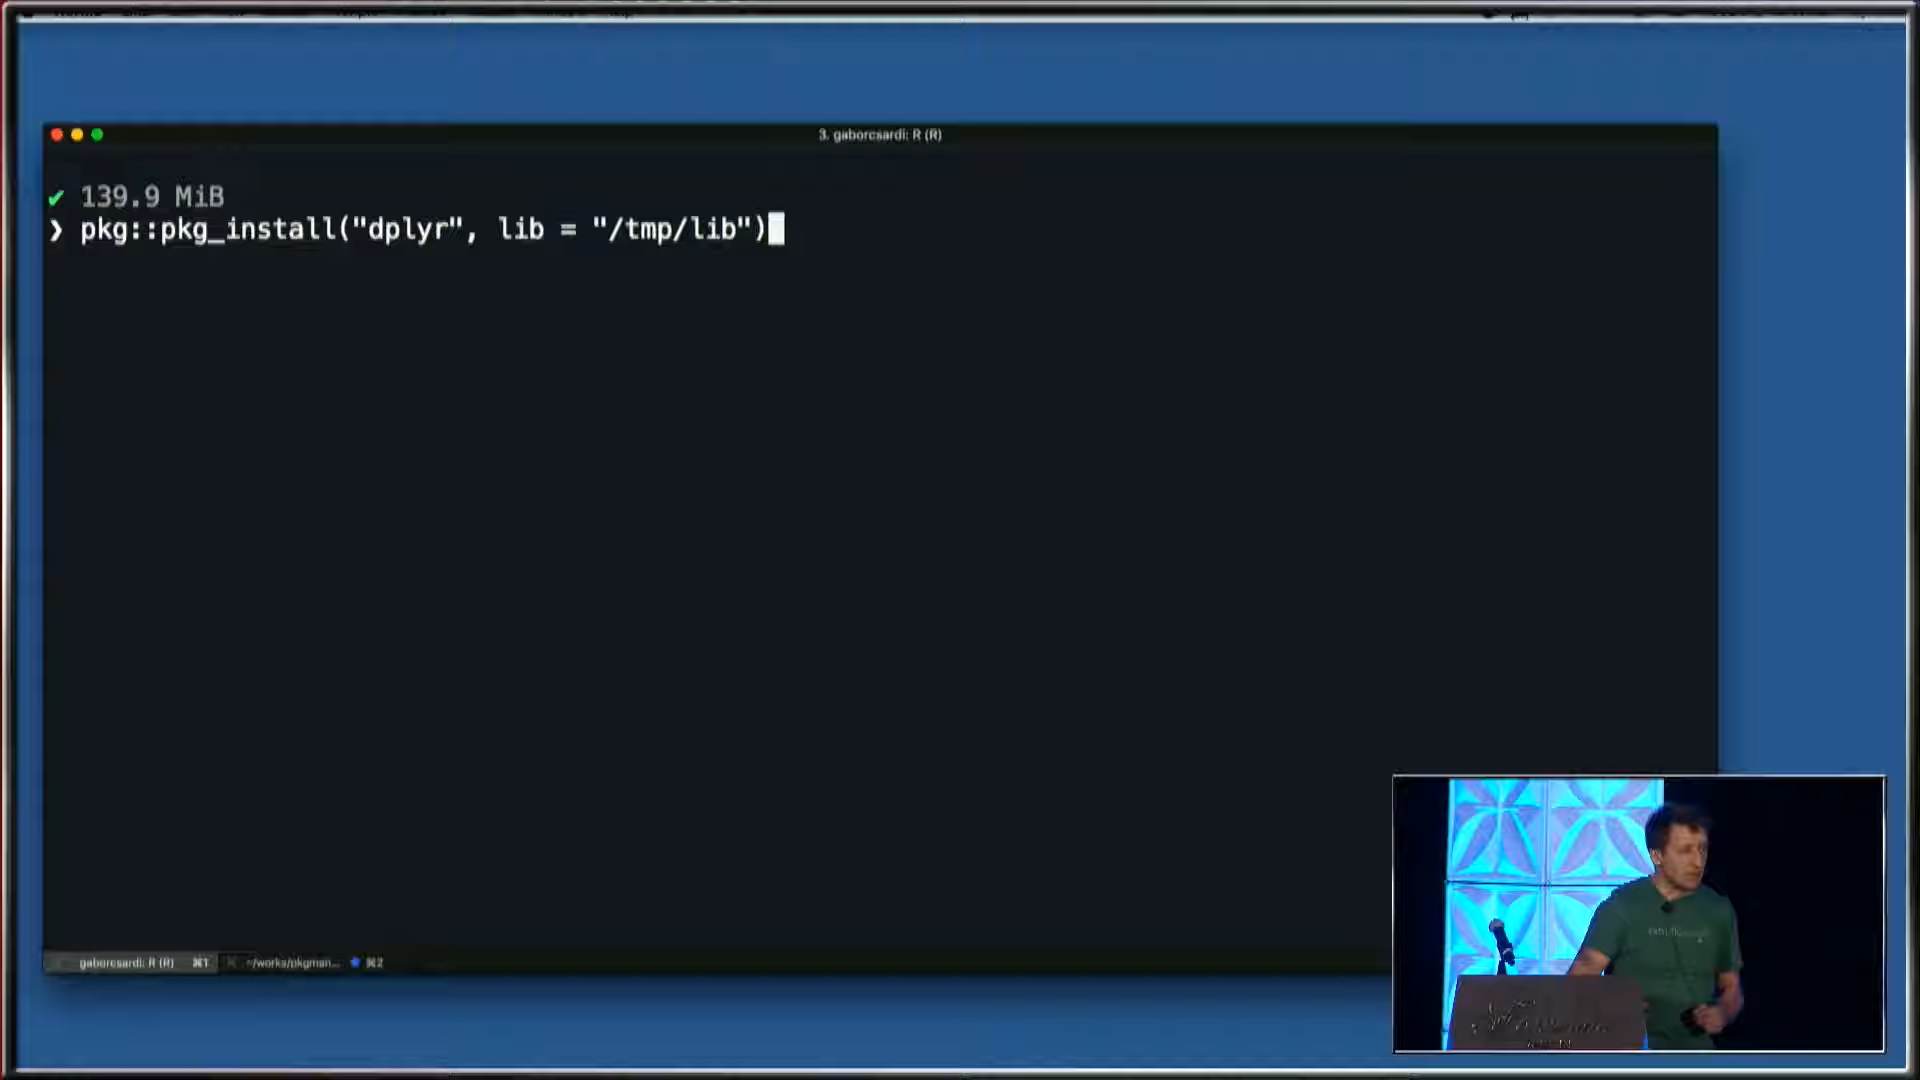 3. gaborcsardi: R (R)
✔ 139.9 MiB
❯ pkg::pkg_install("dplyr", lib = "/tmp/lib")
gaborcsardi: R (R) ⌘1
~/works/pkgman... ⌘2